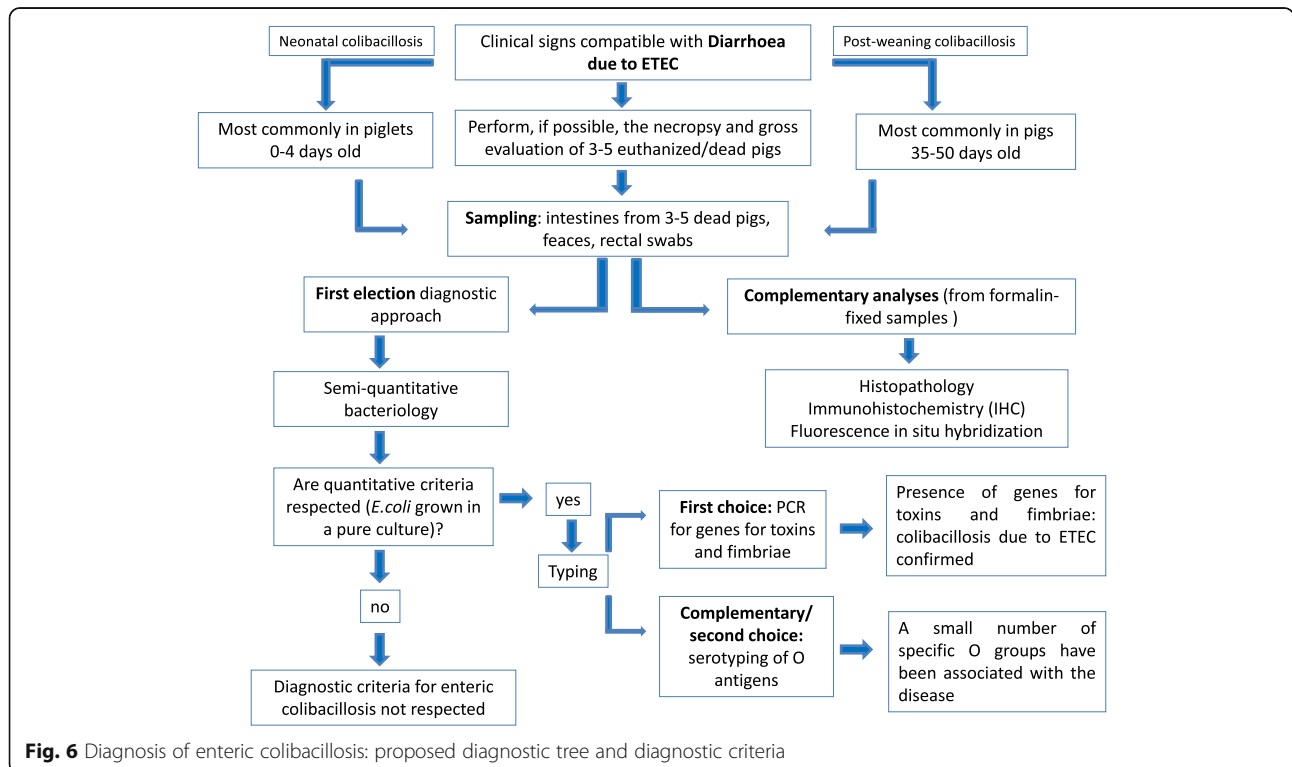 Neonatal colibacillosis
Clinical signs compatible with Diarrhoea
due to ETEC
Post-weaning colibacillosis
Most commonly in piglets
0-4 days old
Perform, if possible, the necropsy and gross
evaluation of 3-5 euthanized/dead pigs
Most commonly in pigs
35-50 days old
Sampling: intestines from 3-5 dead pigs,
feaces, rectal swabs
First election diagnostic
approach
Complementary analyses (from formalin-
fixed samples )
Semi-quantitative
bacteriology
Histopathology
Immunohistochemistry (IHC)
Fluorescence in situ hybridization
Are quantitative criteria
respected (E.coli grown in
a pure culture)?
yes
Typing
First choice: PCR
for genes for toxins
and fimbriae
Presence of genes for
toxins and fimbriae:
colibacillosis due to ETEC
confirmed
no
Complementary/
second choice:
serotyping of O
antigens
A small number of
specific O groups have
been associated with the
disease
Diagnostic criteria for enteric
colibacillosis not respected
Fig. 6 Diagnosis of enteric colibacillosis: proposed diagnostic tree and diagnostic criteria